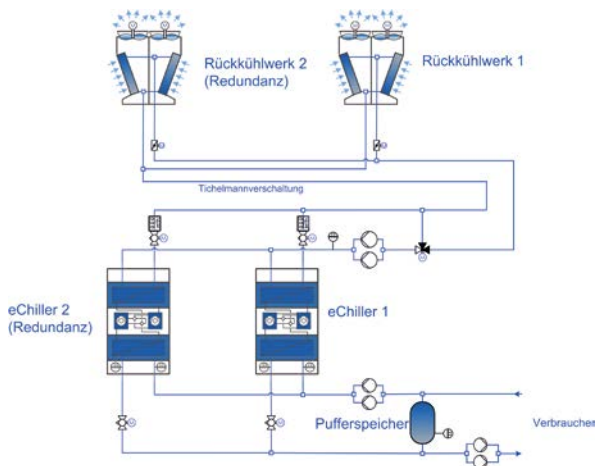 Rückkühlwerk 2
(Redundanz)
Rückkühlwerk 1
Tichelmannverschaltung
eChiller 2
(Redundanz)
eChiller 1
Pufferspeicher
Verbraucher